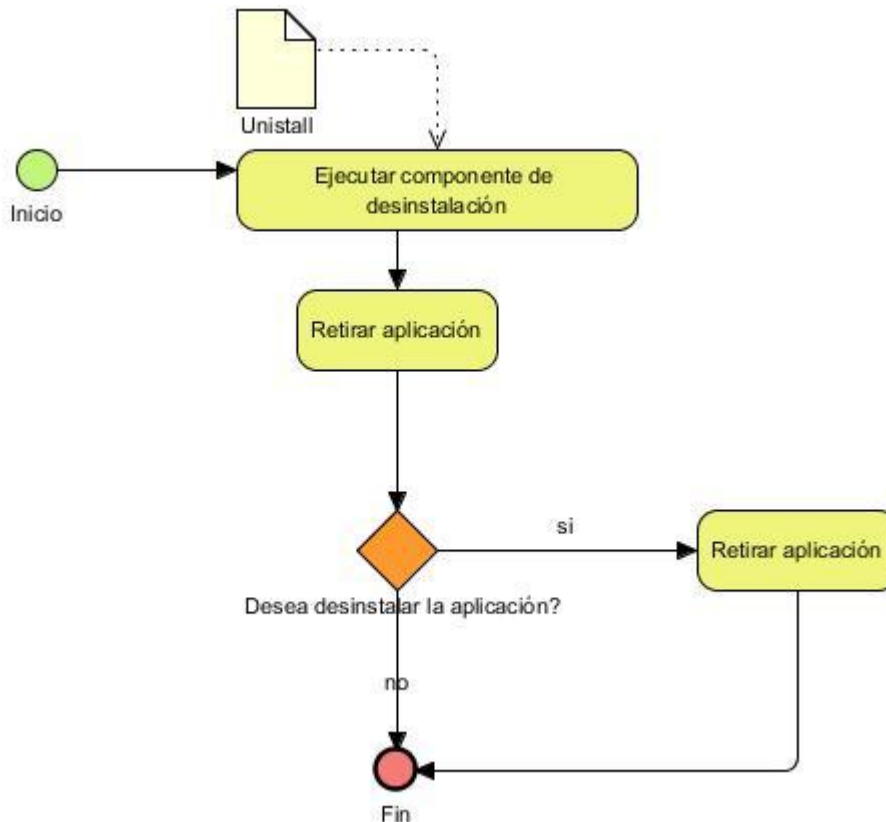 Unistall
Inicio
Ejecutar componente de
desinstalación
Retirar aplicación
si
Retirar aplicación
Desea desinstalar la aplicación?
no
Fin